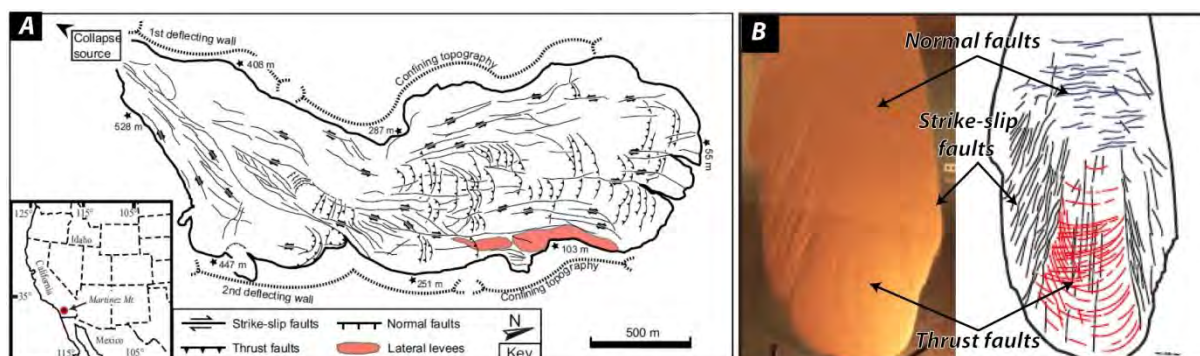 A
Collapse
source
1st deflecting wall
408 m
Confining topography
287 m
528 m
55 m
447 m
2nd deflecting wall
251 m
103 m
Confining topography
125°
115°
105°
Idaho
California
Martinez Mt.
35°
35°
Mexico
115°
105°
Strike-slip faults
Normal faults
Thrust faults
Lateral levees
N
Key
500 m
B
Normal faults
Strike-slip
faults
Thrust faults